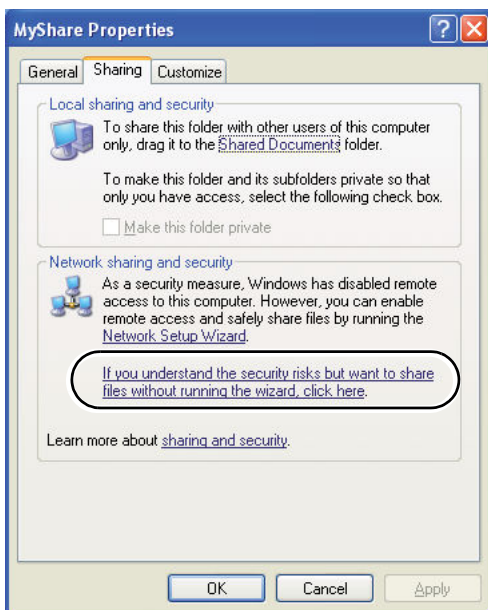 MyShare Properties
General Sharing Customize
Local sharing and security
To share this folder with other users of this computer
only, drag it to the Shared Documents folder.
To make this folder and its subfolders private so that
only you have access, select the following check box.
Make this folder private
Network sharing and security
As a security measure, Windows has disabled remote
access to this computer. However, you can enable
remote access and safely share files by running the
Network Setup Wizard.
If you understand the security risks but want to share
files without running the wizard, click here.
Learn more about sharing and security.
OK Cancel Apply